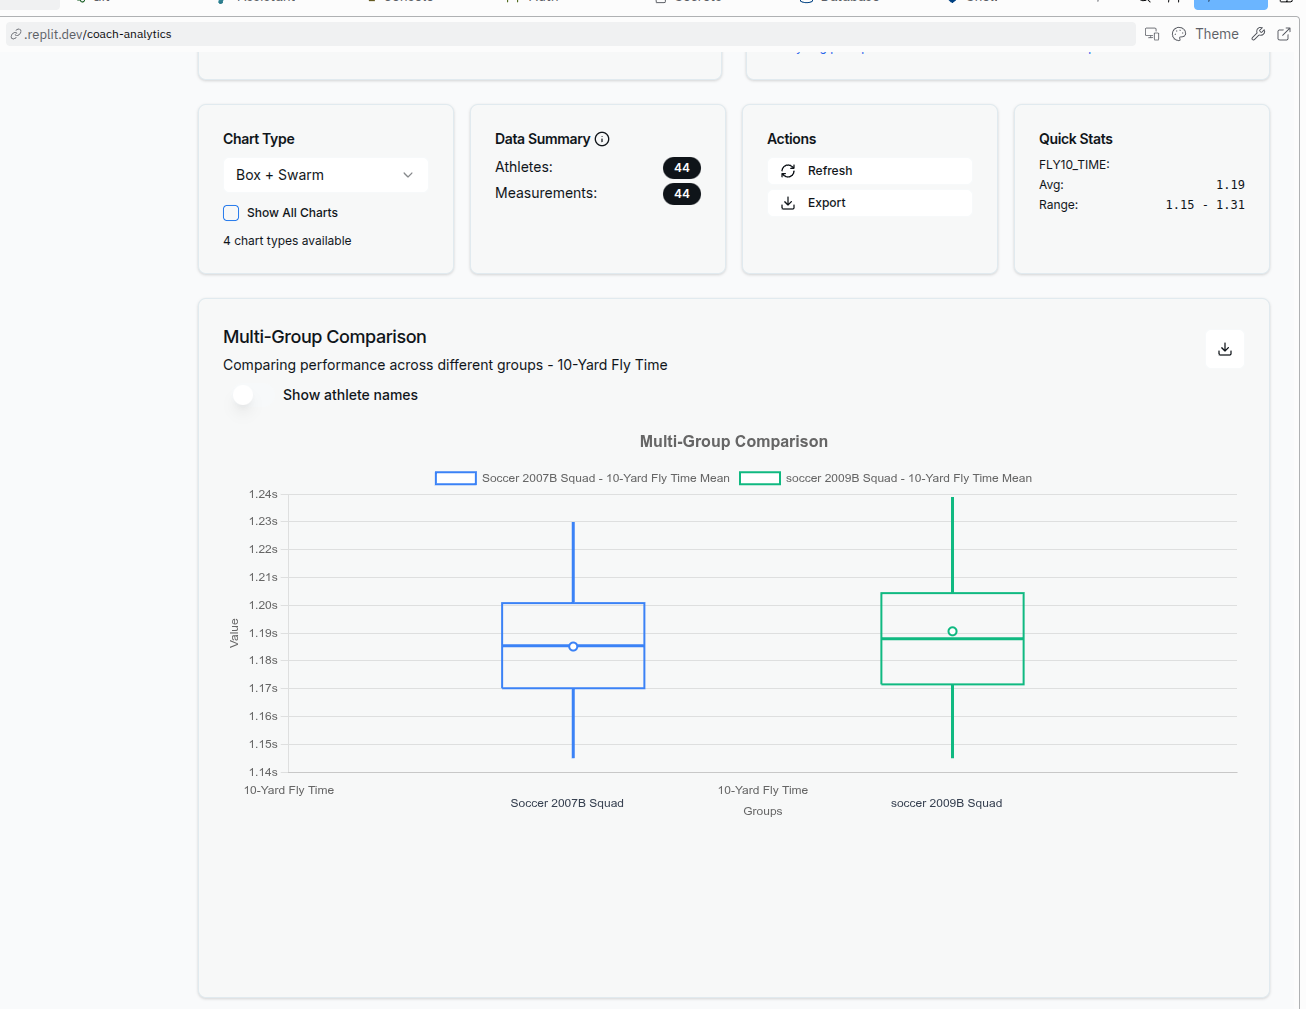 .replit.dev/coach-analytics
Theme
Chart Type
Box + Swarm
Show All Charts
4 chart types available
Data Summary
Athletes: 44
Measurements: 44
Actions
Refresh
Export
Quick Stats
FLY10_TIME:
Avg: 1.19
Range: 1.15 - 1.31
Multi-Group Comparison
Comparing performance across different groups - 10-Yard Fly Time
Show athlete names
Multi-Group Comparison
Soccer 2007B Squad - 10-Yard Fly Time Mean
soccer 2009B Squad - 10-Yard Fly Time Mean
1.24s
1.23s
1.22s
1.21s
1.20s
1.19s
1.18s
1.17s
1.16s
1.15s
1.14s
Value
10-Yard Fly Time
10-Yard Fly Time
Soccer 2007B Squad
soccer 2009B Squad
Groups